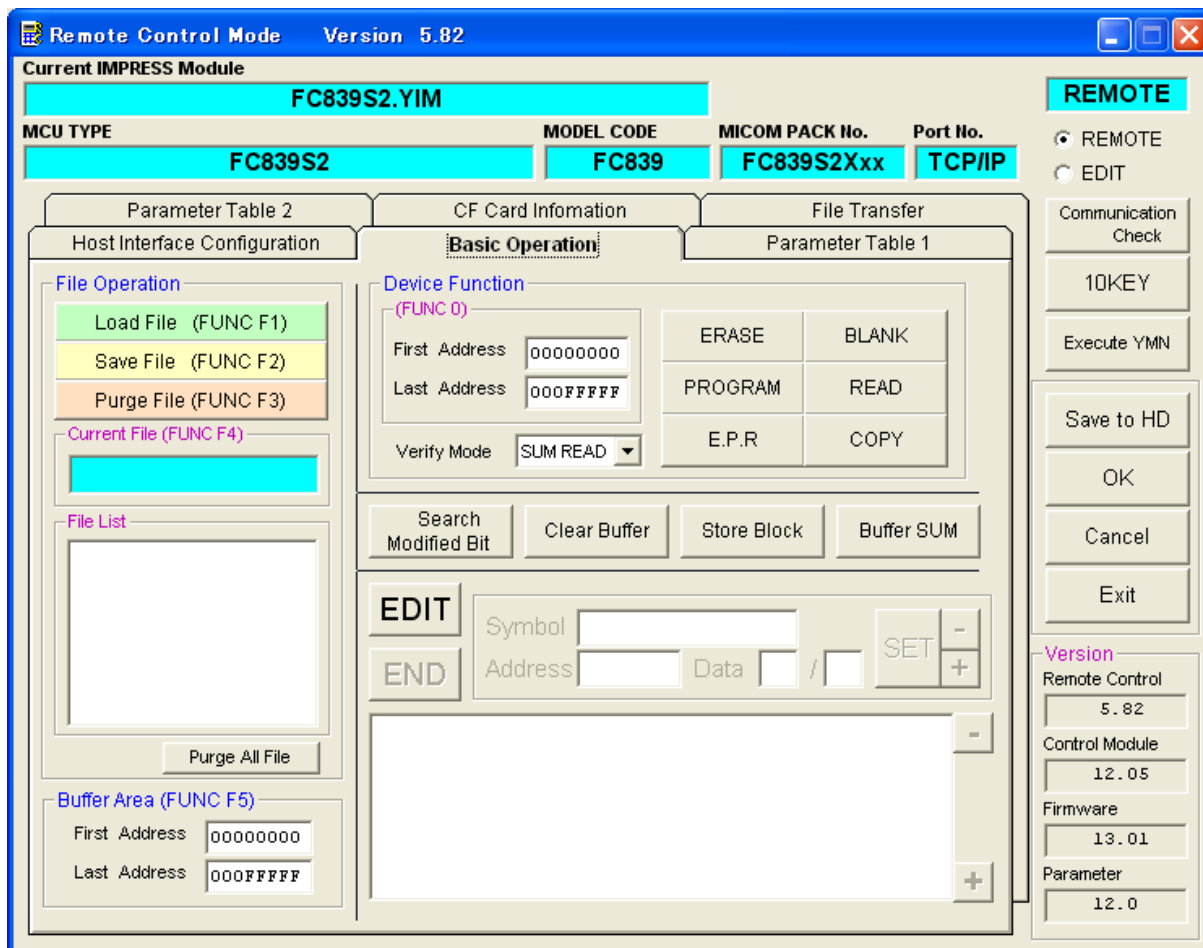 Remote Control Mode Version 5.82
Current IMPRESS Module
FC839S2.YIM
MCU TYPE
MODEL CODE
MICOM PACK No.
Port No.
FC839S2
FC839
FC839S2Xxx
TCP/IP
REMOTE
REMOTE
EDIT
Parameter Table 2
CF Card Infomation
File Transfer
Host Interface Configuration
Basic Operation
Parameter Table 1
File Operation
Load File (FUNC F1)
Save File (FUNC F2)
Purge File (FUNC F3)
Current File (FUNC F4)
File List
Purge All File
Buffer Area (FUNC F5)
First Address
00000000
Last Address
000FFFFF
Device Function
(FUNC 0)
First Address
00000000
Last Address
000FFFFF
Verify Mode
SUM READ
ERASE
BLANK
PROGRAM
READ
E.P.R
COPY
Search
Modified Bit
Clear Buffer
Store Block
Buffer SUM
EDIT
END
Symbol
Address
Data
/
SET
-
+
-
+
Communication
Check
10KEY
Execute YMN
Save to HD
OK
Cancel
Exit
Version
Remote Control
5.82
Control Module
12.05
Firmware
13.01
Parameter
12.0